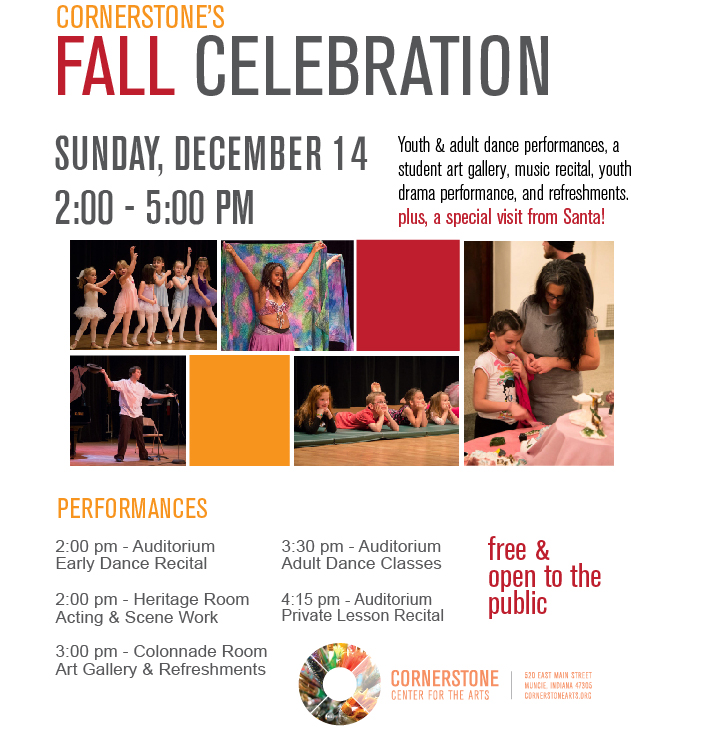 CORNERSTONE'S
FALL CELEBRATION
SUNDAY, DECEMBER 14
2:00 - 5:00 PM
Youth & adult dance performances, a
student art gallery, music recital, youth
drama performance, and refreshments.
plus, a special visit from Santa!
PERFORMANCES
2:00 pm - Auditorium
Early Dance Recital
2:00 pm - Heritage Room
Acting & Scene Work
3:00 pm - Colonnade Room
Art Gallery & Refreshments
3:30 pm - Auditorium
Adult Dance Classes
4:15 pm - Auditorium
Private Lesson Recital
free &
open to the
public
CORNERSTONE
CENTER FOR THE ARTS
520 EAST MAIN STREET
MUNCIE, INDIANA 47305
CORNERSTONEARTS.ORG